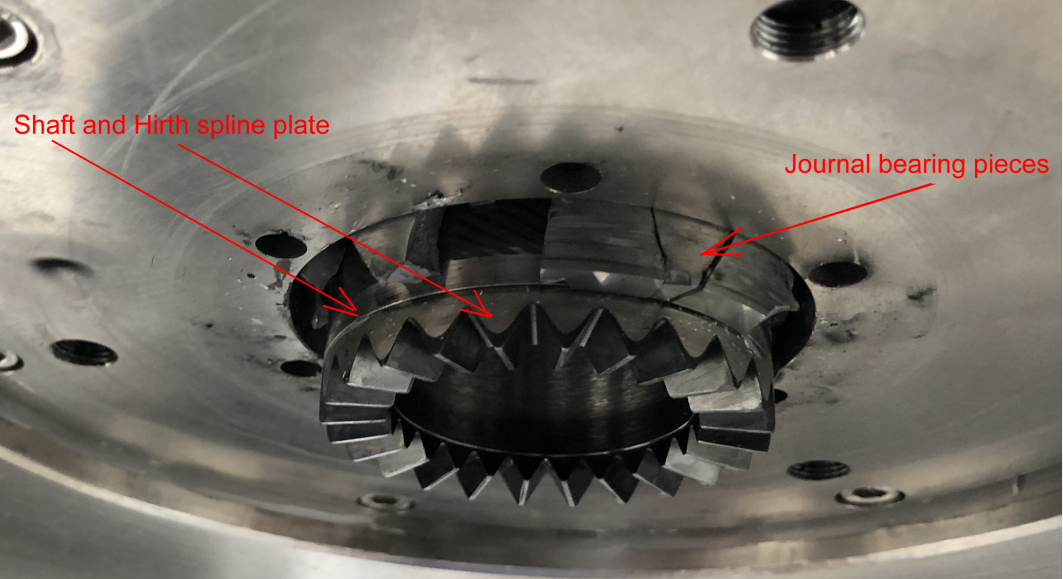 Shaft and Hirth spline plate
Journal bearing pieces